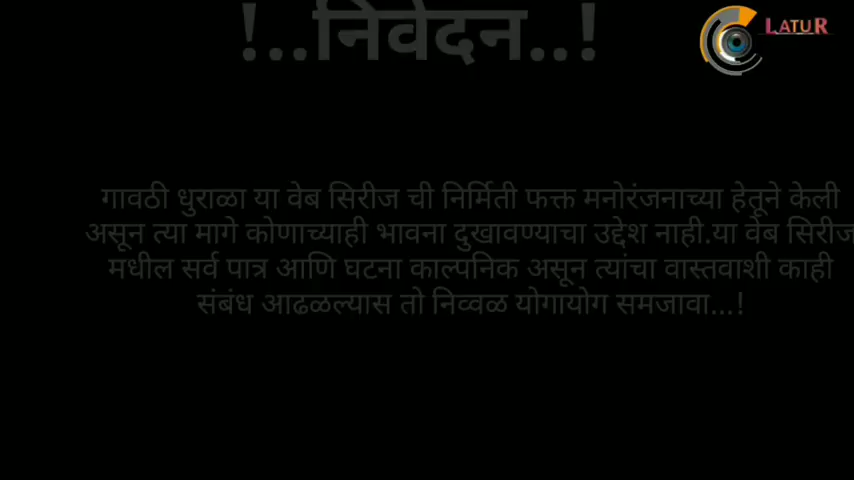 !..निवेदन..!
LATUR
गावठी धुराळा या वेब सिरीज ची निर्मिती फक्त मनोरंजनाच्या हेतूने केली
असून त्या मागे कोणाच्याही भावना दुखावण्याचा उद्देश नाही.या वेब सिरीज
मधील सर्व पात्र आणि घटना काल्पनिक असून त्यांचा वास्तवाशी काही
संबंध आढळल्यास तो निव्वळ योगायोग समजावा...!